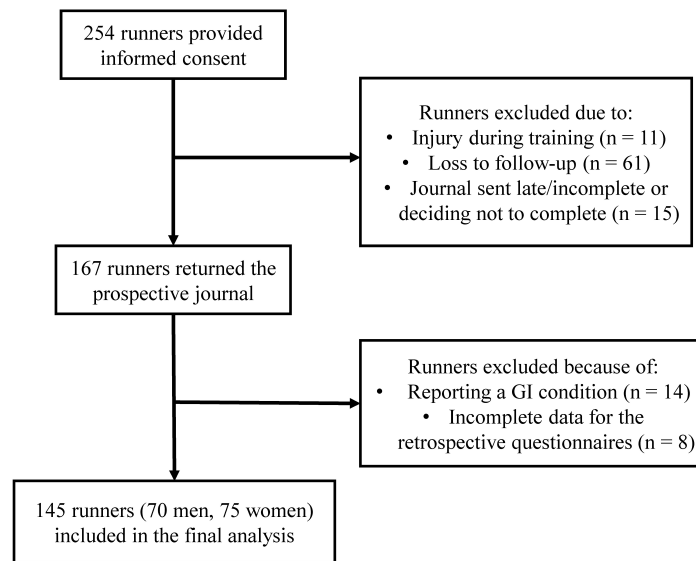 254 runners provided
informed consent
Runners excluded due to:
• Injury during training (n = 11)
• Loss to follow-up (n = 61)
• Journal sent late/incomplete or
deciding not to complete (n = 15)
167 runners returned the
prospective journal
Runners excluded because of:
• Reporting a GI condition (n = 14)
• Incomplete data for the
retrospective questionnaires (n = 8)
145 runners (70 men, 75 women)
included in the final analysis